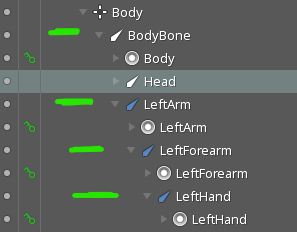 Body
BodyBone
Body
Head
LeftArm
LeftArm
LeftForearm
LeftForearm
LeftHand
LeftHand